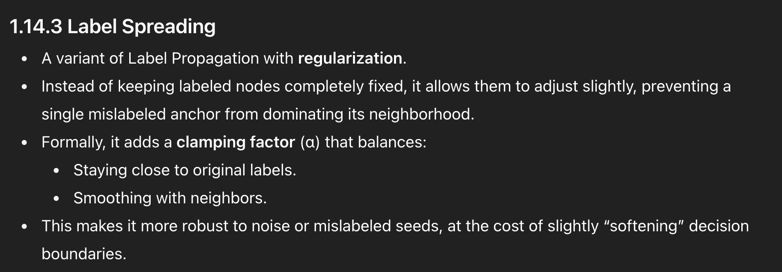 1.14.3 Label Spreading
• A variant of Label Propagation with regularization.
• Instead of keeping labeled nodes completely fixed, it allows them to adjust slightly, preventing a
single mislabeled anchor from dominating its neighborhood.
• Formally, it adds a clamping factor (α) that balances:
• Staying close to original labels.
• Smoothing with neighbors.
• This makes it more robust to noise or mislabeled seeds, at the cost of slightly “softening” decision
boundaries.